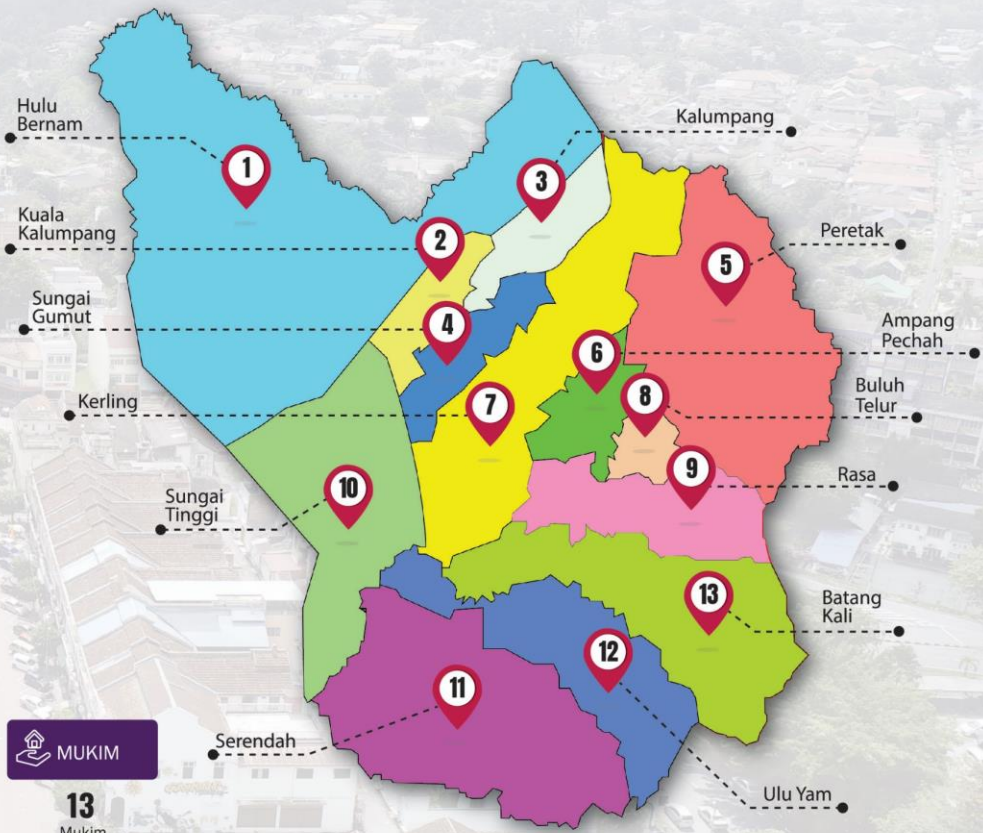 Hulu
Bernam
1
Kalumpang
3
Kuala
Kalumpang
2
Peretak
5
Sungai
Gumut
4
Ampang
Pechah
6
Kerling
7
Buluh
Telur
8
Rasa
9
Sungai
Tinggi
10
Batang
Kali
13
12
11
Serendah
Ulu Yam
MUKIM
13
Mukim